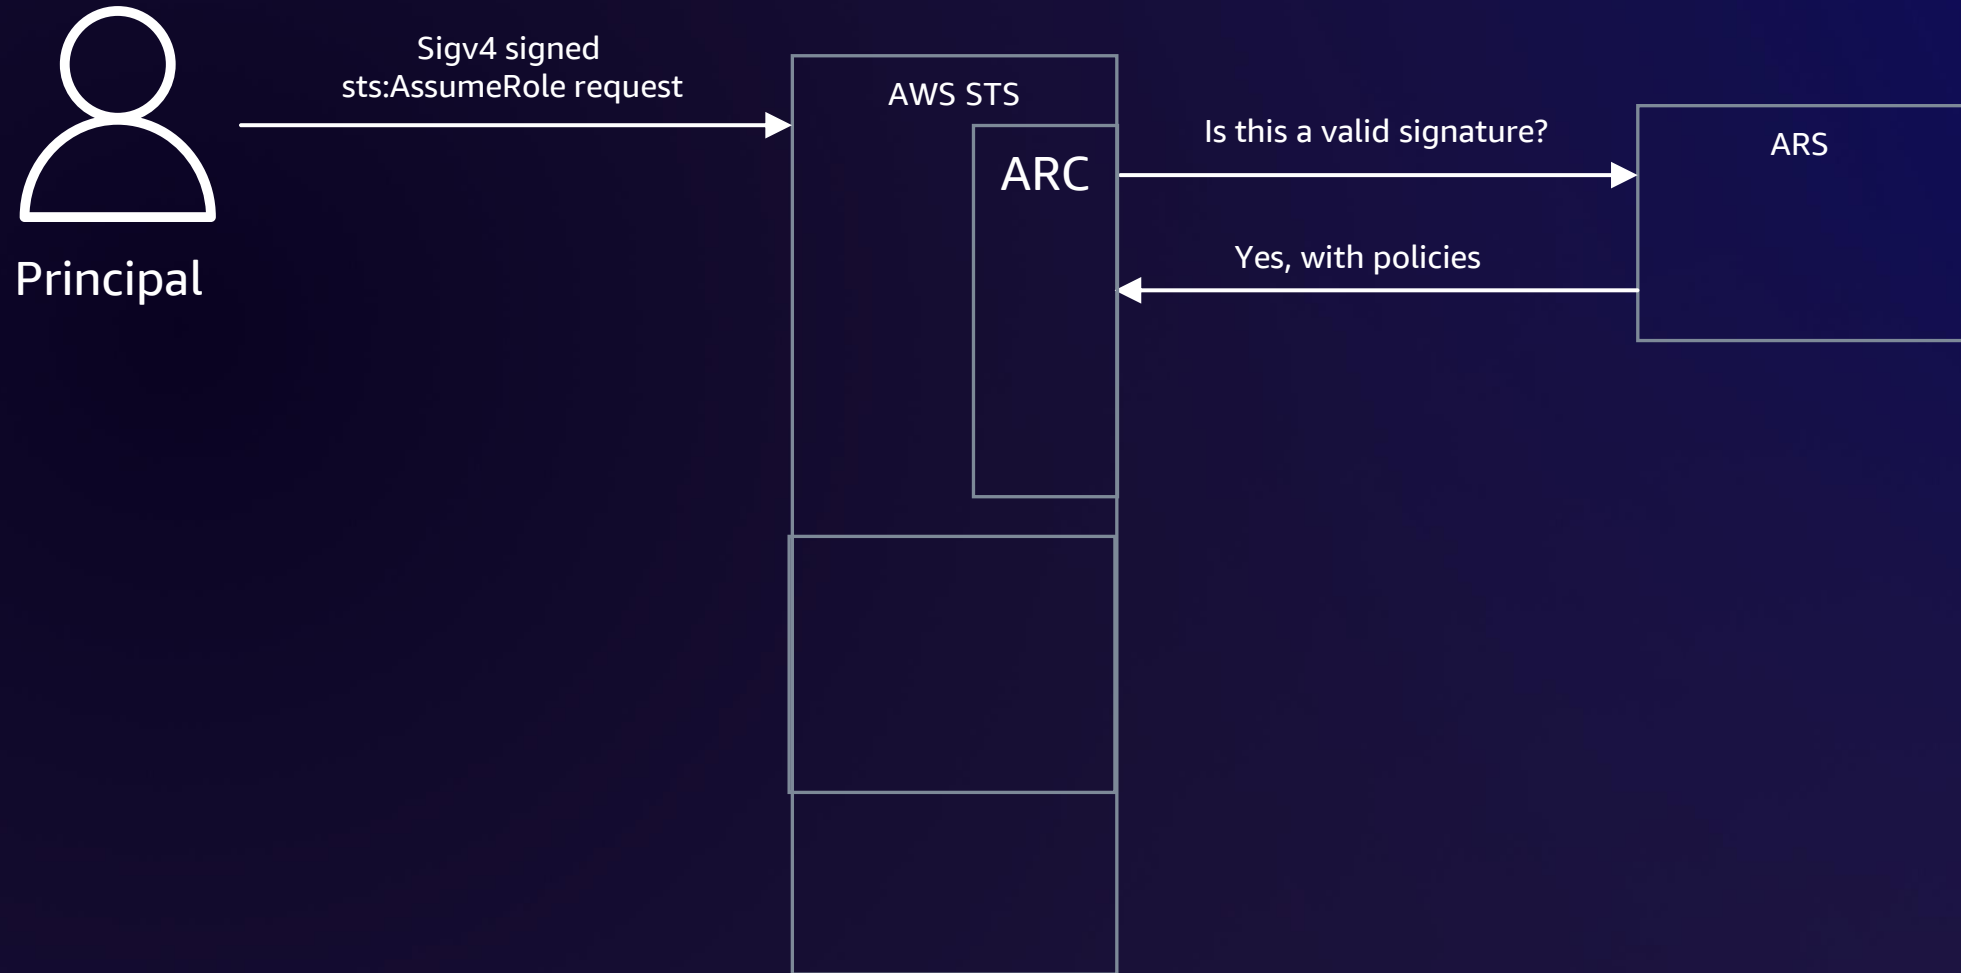 Sigv4 signed
sts:AssumeRole request
Principal
AWS STS
ARC
Is this a valid signature?
Yes, with policies
ARS